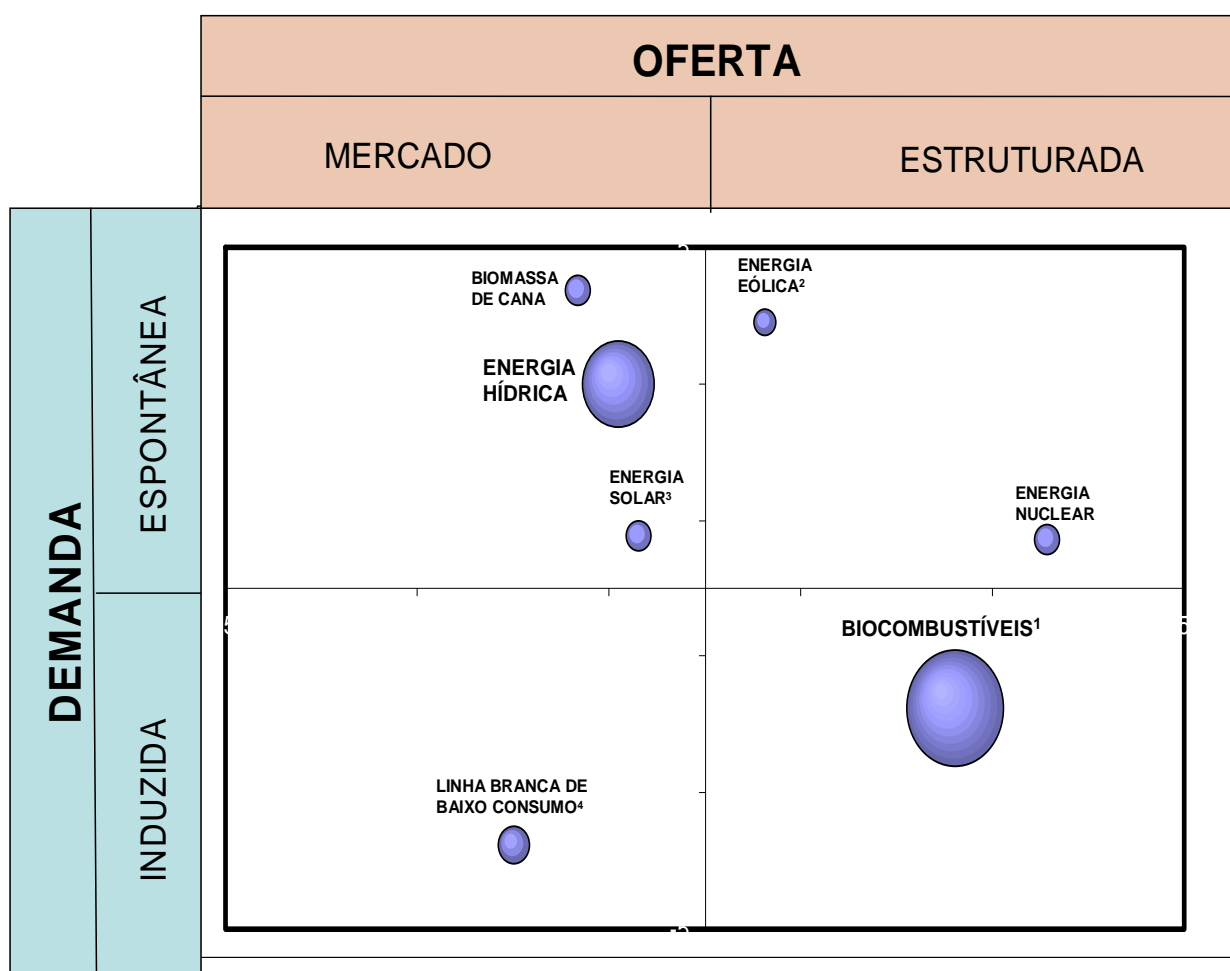 OFERTA
MERCADO
ESTRUTURADA
DEMANDA
ESPONTÂNEA
INDUZIDA
BIOMASSA
DE CANA
ENERGIA
EÓLICA²
ENERGIA
HÍDRICA
ENERGIA
SOLAR³
ENERGIA
NUCLEAR
BIOCOMBUSTÍVEIS¹
LINHA BRANCA DE
BAIXO CONSUMO⁴